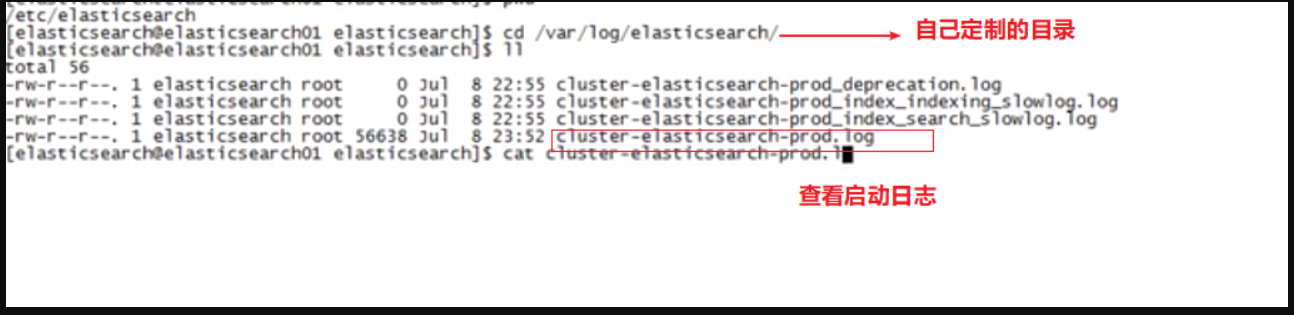 /etc/elasticsearch
[elasticsearch@elasticsearch01 elasticsearch]$ cd /var/log/elasticsearch/ 自己定制的目录
[elasticsearch@elasticsearch01 elasticsearch]$ ll
total 56
-rw-r--r--. 1 elasticsearch root     0 Jul  8 22:55 cluster-elasticsearch-prod_deprecation.log
-rw-r--r--. 1 elasticsearch root     0 Jul  8 22:55 cluster-elasticsearch-prod_index_indexing_slowlog.log
-rw-r--r--. 1 elasticsearch root     0 Jul  8 22:55 cluster-elasticsearch-prod_index_search_slowlog.log
-rw-r--r--. 1 elasticsearch root 56638 Jul  8 23:52 cluster-elasticsearch-prod.log
[elasticsearch@elasticsearch01 elasticsearch]$ cat cluster-elasticsearch-prod.l
查看启动日志